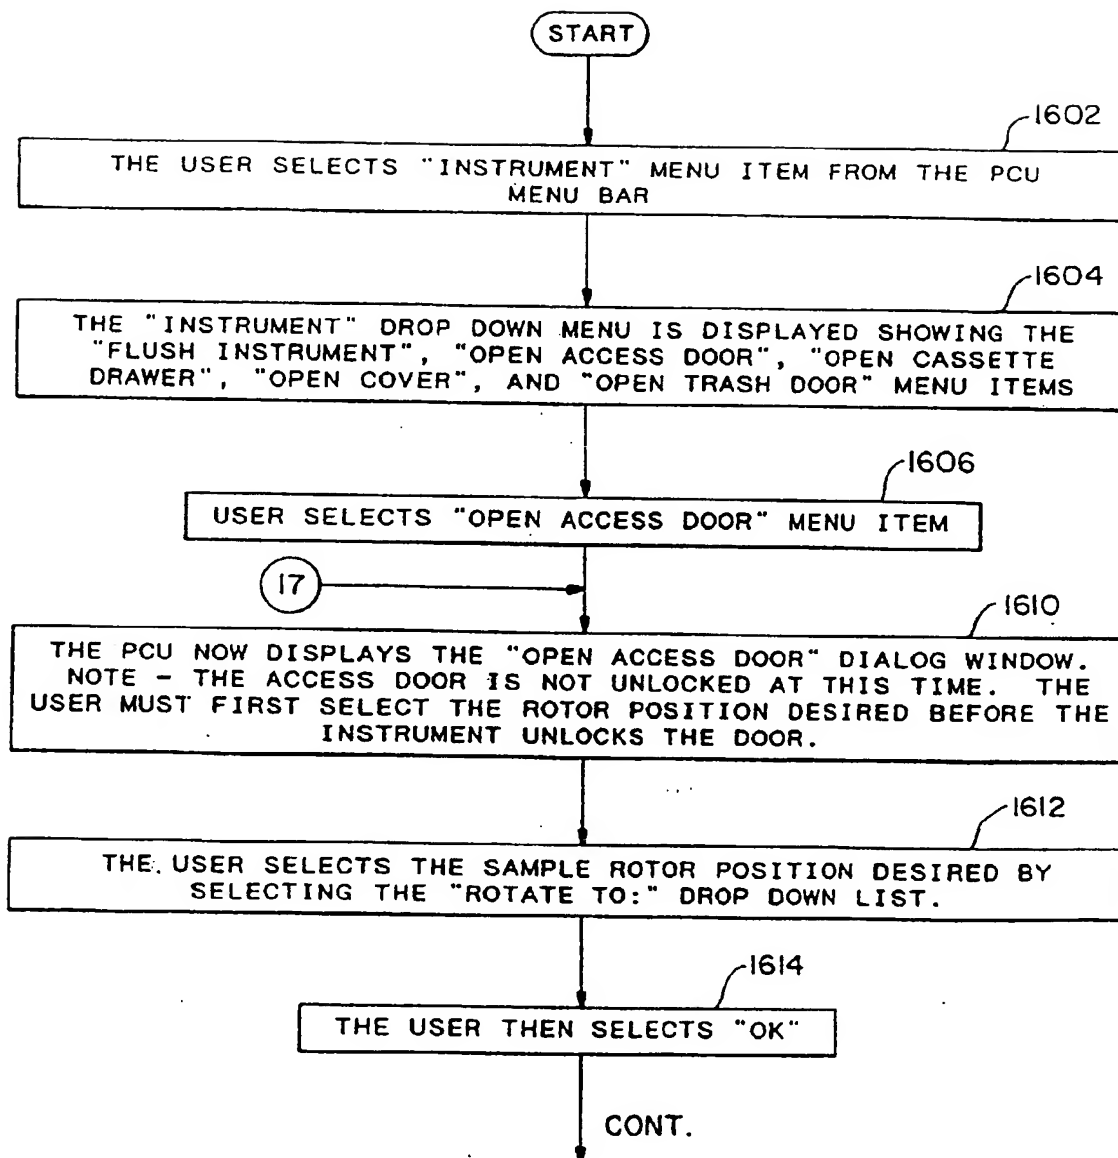 START
1602
THE USER SELECTS "INSTRUMENT" MENU ITEM FROM THE PCU
MENU BAR
1604
THE "INSTRUMENT" DROP DOWN MENU IS DISPLAYED SHOWING THE
"FLUSH INSTRUMENT", "OPEN ACCESS DOOR", "OPEN CASSETTE
DRAWER", "OPEN COVER", AND "OPEN TRASH DOOR" MENU ITEMS
1606
USER SELECTS "OPEN ACCESS DOOR" MENU ITEM
17
1610
THE PCU NOW DISPLAYS THE "OPEN ACCESS DOOR" DIALOG WINDOW.
NOTE - THE ACCESS DOOR IS NOT UNLOCKED AT THIS TIME. THE
USER MUST FIRST SELECT THE ROTOR POSITION DESIRED BEFORE THE
INSTRUMENT UNLOCKS THE DOOR.
1612
THE USER SELECTS THE SAMPLE ROTOR POSITION DESIRED BY
SELECTING THE "ROTATE TO:" DROP DOWN LIST.
1614
THE USER THEN SELECTS "OK"
CONT.